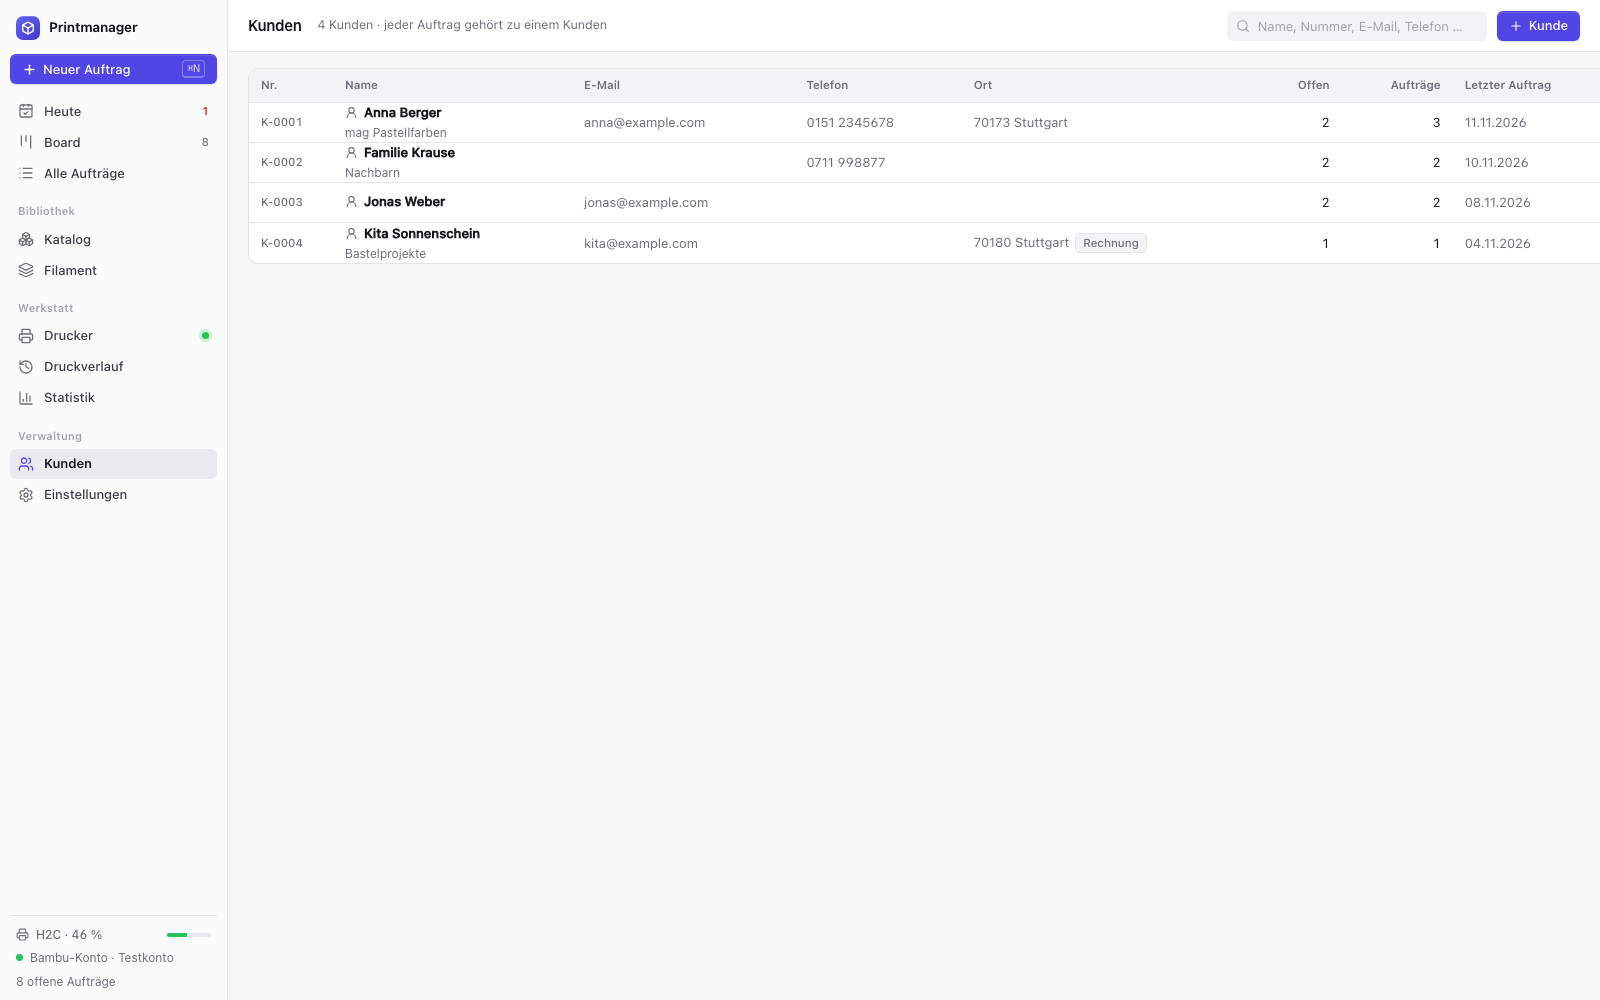 Printmanager
Neuer Auftrag ⌘N
Heute 1
Board 8
Alle Aufträge
Bibliothek
Katalog
Filament
Werkstatt
Drucker
Druckverlauf
Statistik
Verwaltung
Kunden
Einstellungen
H2C · 46 %
Bambu-Konto · Testkonto
8 offene Aufträge
Kunden 4 Kunden · jeder Auftrag gehört zu einem Kunden Name, Nummer, E-Mail, Telefon ... + Kunde
Nr. Name E-Mail Telefon Ort Offen Aufträge Letzter Auftrag
K-0001 Anna Berger anna@example.com 0151 2345678 70173 Stuttgart 2 3 11.11.2026
mag Pastellfarben
K-0002 Familie Krause 0711 998877 2 2 10.11.2026
Nachbarn
K-0003 Jonas Weber jonas@example.com 2 2 08.11.2026
K-0004 Kita Sonnenschein kita@example.com 70180 Stuttgart Rechnung 1 1 04.11.2026
Bastelprojekte